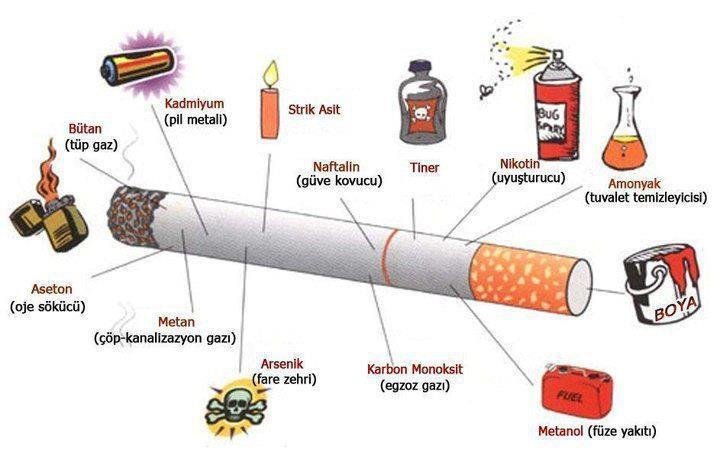 Kadmiyum
(pil metali)
Strik Asit
Bütan
(tüp gaz)
Naftalin
(güve kovucu)
Tiner
BUG
SPRAY
Nikotin
(uyuşturucu)
Amonyak
(tuvalet temizleyicisi)
Aseton
(oje sökücü)
Metan
(çöp-kanalizasyon gazı)
Arsenik
(fare zehri)
Karbon Monoksit
(egzoz gazı)
BOYA
FUEL
Metanol (füze yakıtı)